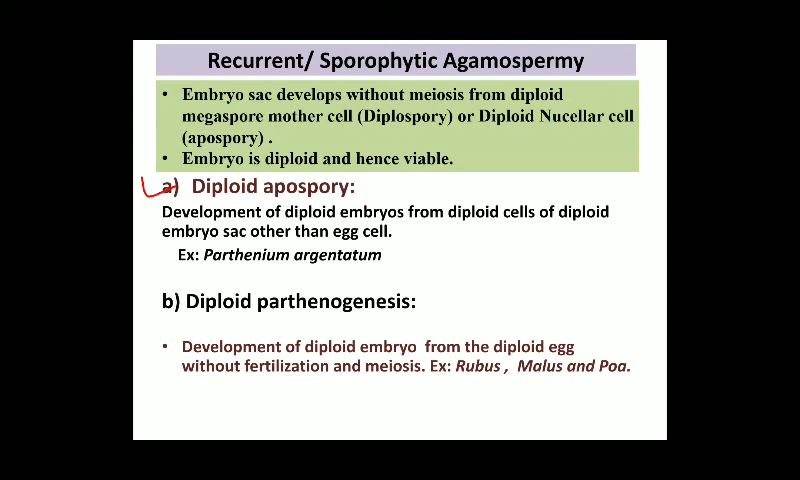 Recurrent/ Sporophytic Agamospermy
• Embryo sac develops without meiosis from diploid
megaspore mother cell (Diplospory) or Diploid Nucellar cell
(apospory) .
• Embryo is diploid and hence viable.
a) Diploid apospory:
Development of diploid embryos from diploid cells of diploid
embryo sac other than egg cell.
Ex: Parthenium argentatum
b) Diploid parthenogenesis:
• Development of diploid embryo from the diploid egg
without fertilization and meiosis. Ex: Rubus , Malus and Poa.